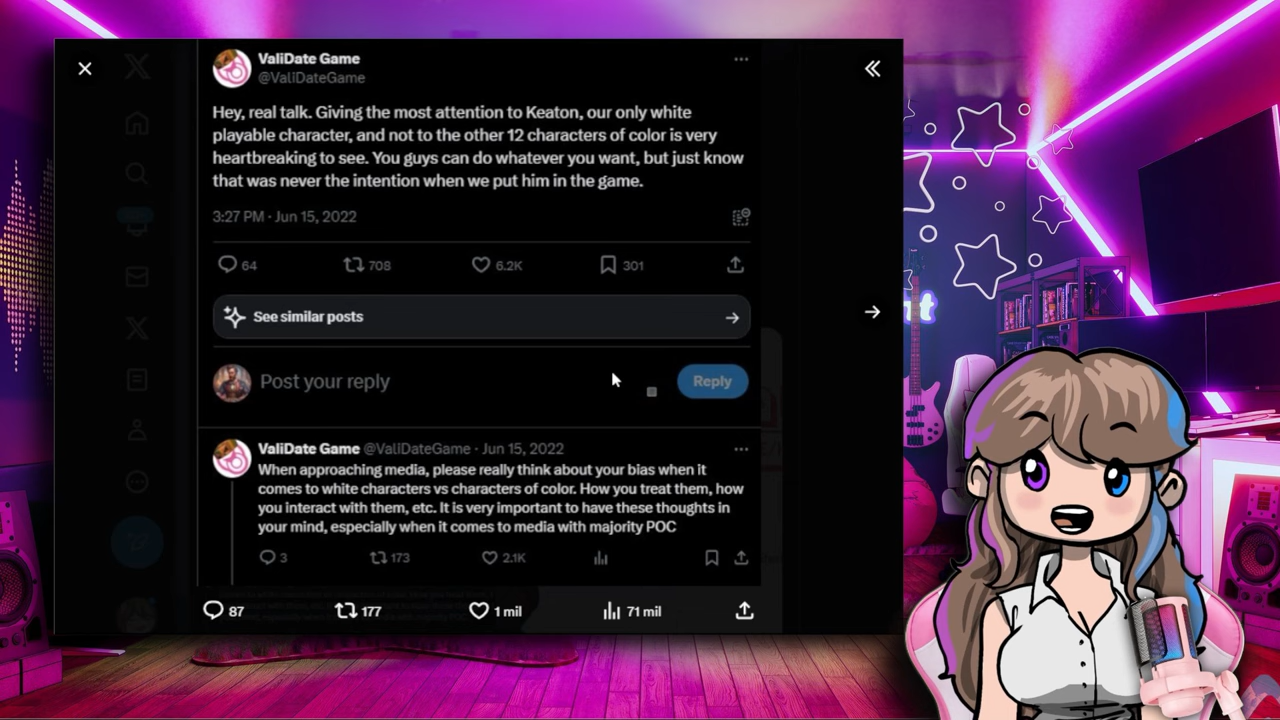 ValiDate Game
@ValiDateGame
Hey, real talk. Giving the most attention to Keaton, our only white
playable character, and not to the other 12 characters of color is very
heartbreaking to see. You guys can do whatever you want, but just know
that was never the intention when we put him in the game.
3:27 PM · Jun 15, 2022
64 708 6.2K 301
See similar posts
Post your reply Reply
ValiDate Game @ValiDateGame · Jun 15, 2022
When approaching media, please really think about your bias when it
comes to white characters vs characters of color. How you treat them, how
you interact with them, etc. It is very important to have these thoughts in
your mind, especially when it comes to media with majority POC
3 173 2.1K
87 177 1 mil 71 mil